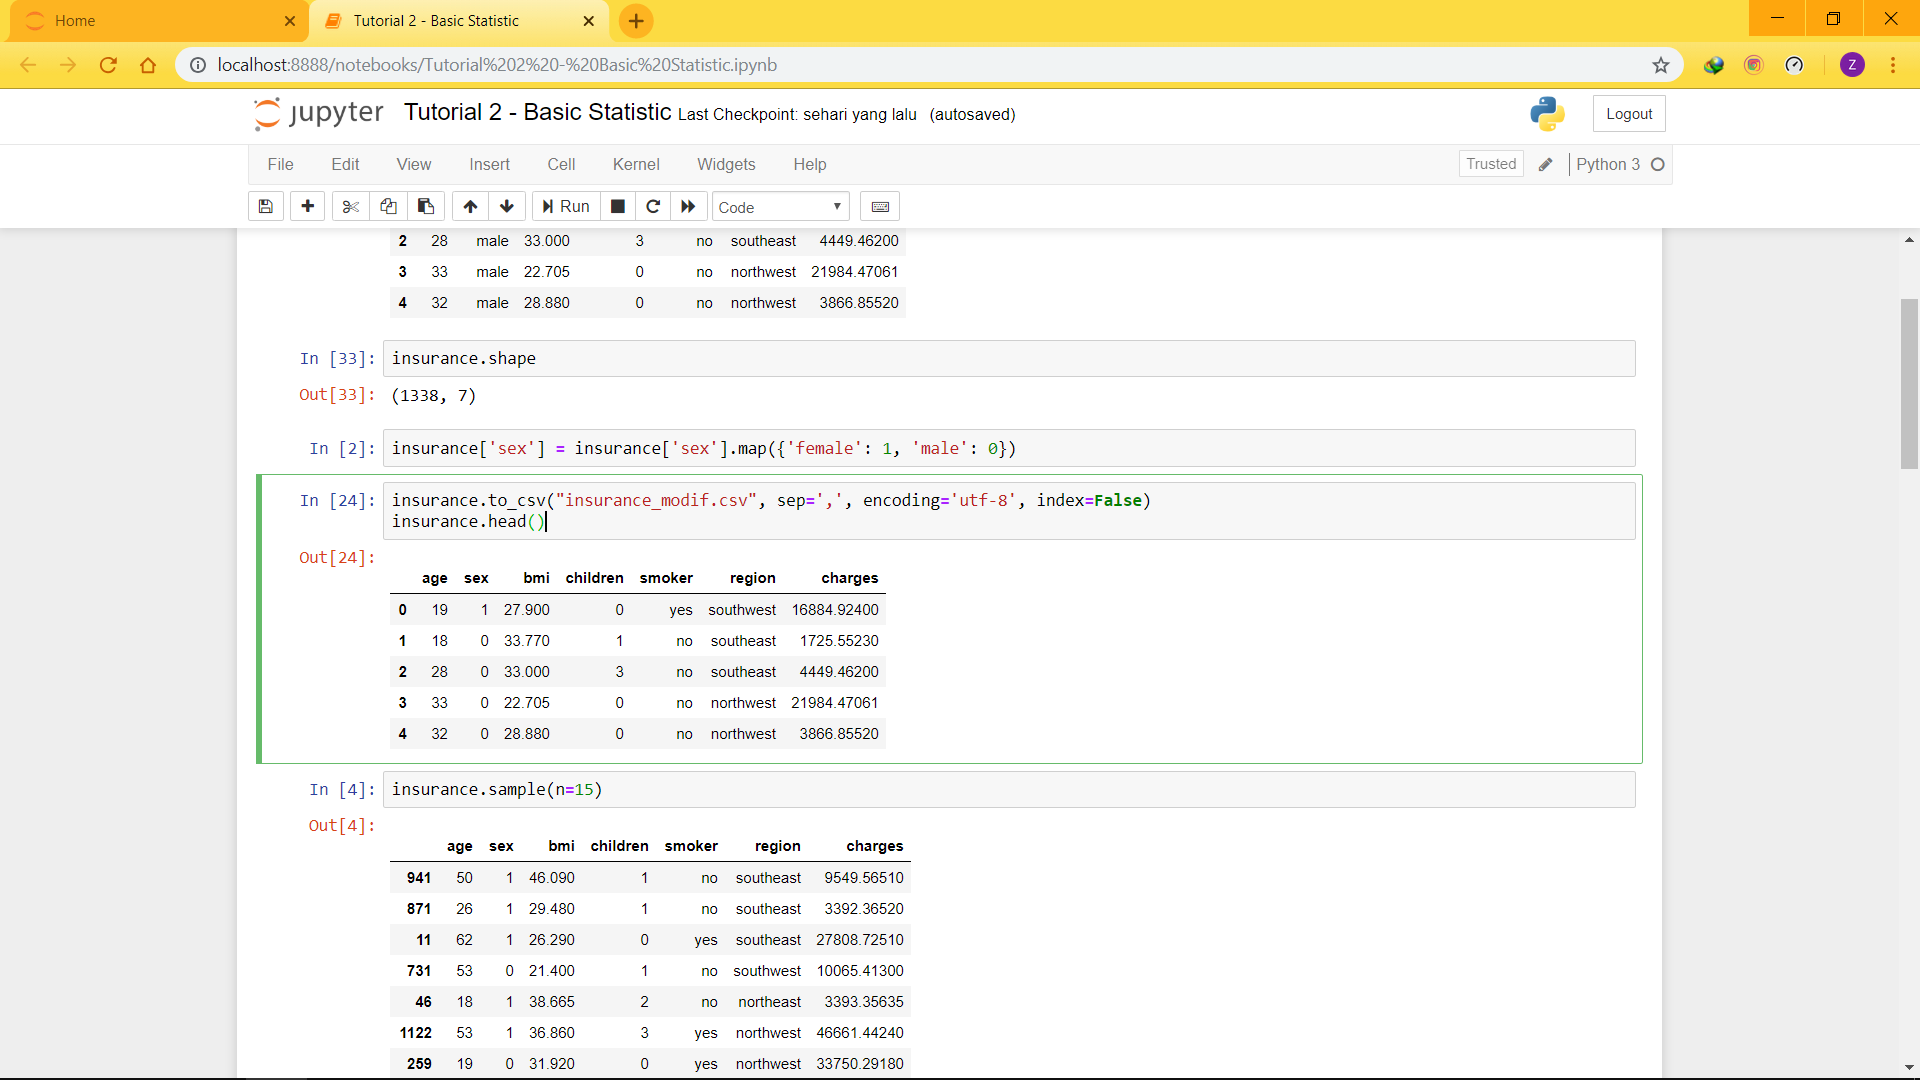 Home
Tutorial 2 - Basic Statistic
localhost:8888/notebooks/Tutorial%202%20-%20Basic%20Statistic.ipynb
Z
jupyter Tutorial 2 - Basic Statistic Last Checkpoint: sehari yang lalu (autosaved)
Logout
File Edit View Insert Cell Kernel Widgets Help
Trusted Python 3
Run Code
2 28 male 33.000 3 no southeast 4449.46200
3 33 male 22.705 0 no northwest 21984.47061
4 32 male 28.880 0 no northwest 3866.85520
In [33]: insurance.shape
Out[33]: (1338, 7)
In [2]: insurance['sex'] = insurance['sex'].map({'female': 1, 'male': 0})
In [24]: insurance.to_csv("insurance_modif.csv", sep=',', encoding='utf-8', index=False)
insurance.head()
Out[24]:
age sex bmi children smoker region charges
0 19 1 27.900 0 yes southwest 16884.92400
1 18 0 33.770 1 no southeast 1725.55230
2 28 0 33.000 3 no southeast 4449.46200
3 33 0 22.705 0 no northwest 21984.47061
4 32 0 28.880 0 no northwest 3866.85520
In [4]: insurance.sample(n=15)
Out[4]:
age sex bmi children smoker region charges
941 50 1 46.090 1 no southeast 9549.56510
871 26 1 29.480 1 no southeast 3392.36520
11 62 1 26.290 0 yes southeast 27808.72510
731 53 0 21.400 1 no southwest 10065.41300
46 18 1 38.665 2 no northeast 3393.35635
1122 53 1 36.860 3 yes northwest 46661.44240
259 19 0 31.920 0 yes northwest 33750.29180